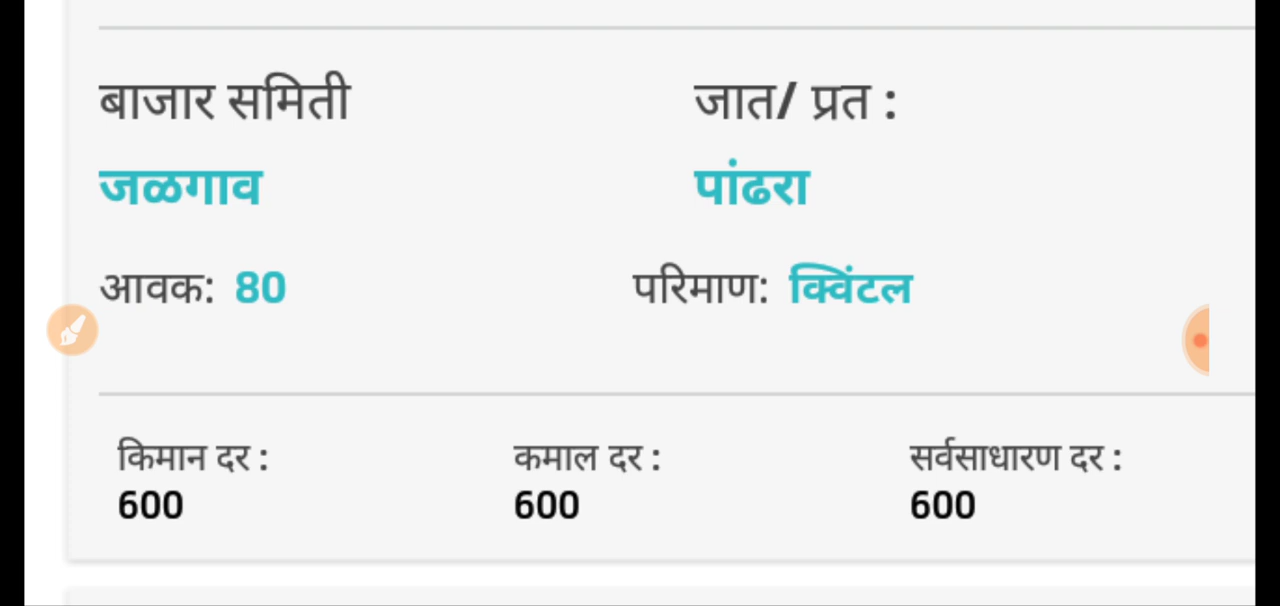 बाजार समिती जात/ प्रत :
जळगाव पांढरा
आवक: 80 परिमाण: क्विंटल
किमान दर : कमाल दर : सर्वसाधारण दर :
600 600 600